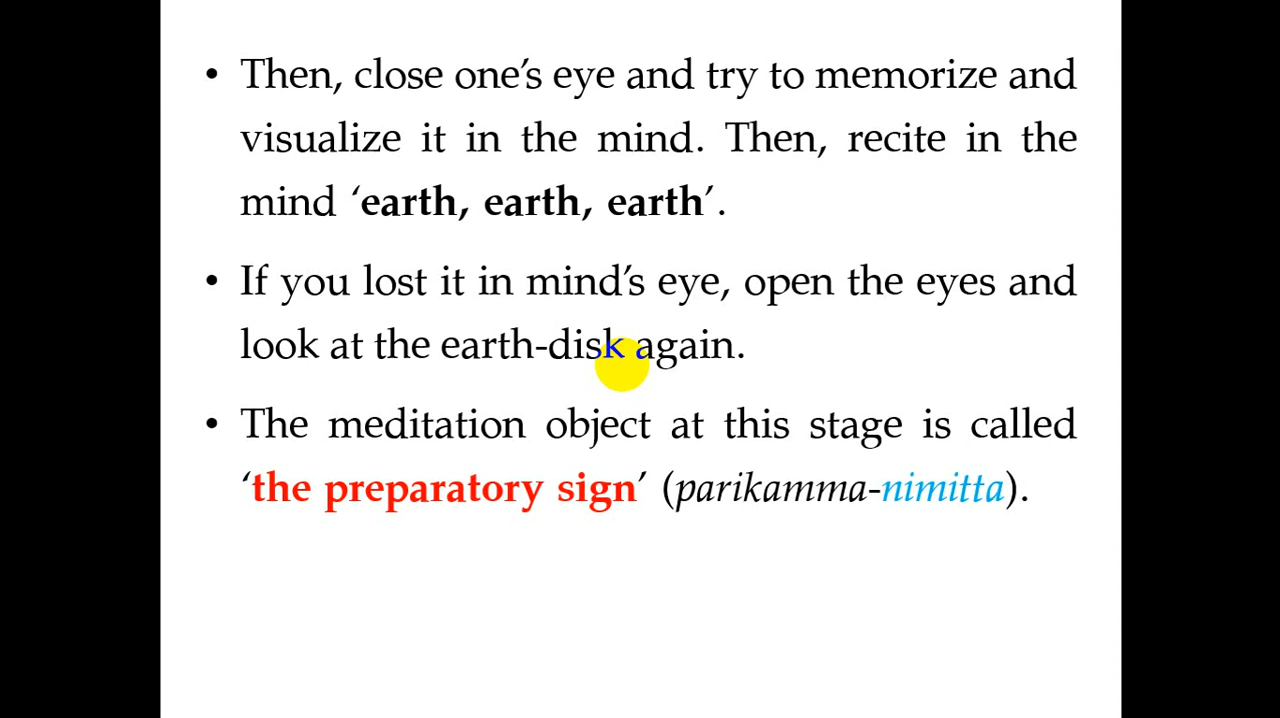 • Then, close one’s eye and try to memorize and
visualize it in the mind. Then, recite in the
mind ‘earth, earth, earth’.
• If you lost it in mind’s eye, open the eyes and
look at the earth-disk again.
• The meditation object at this stage is called
‘the preparatory sign’ (parikamma-nimitta).